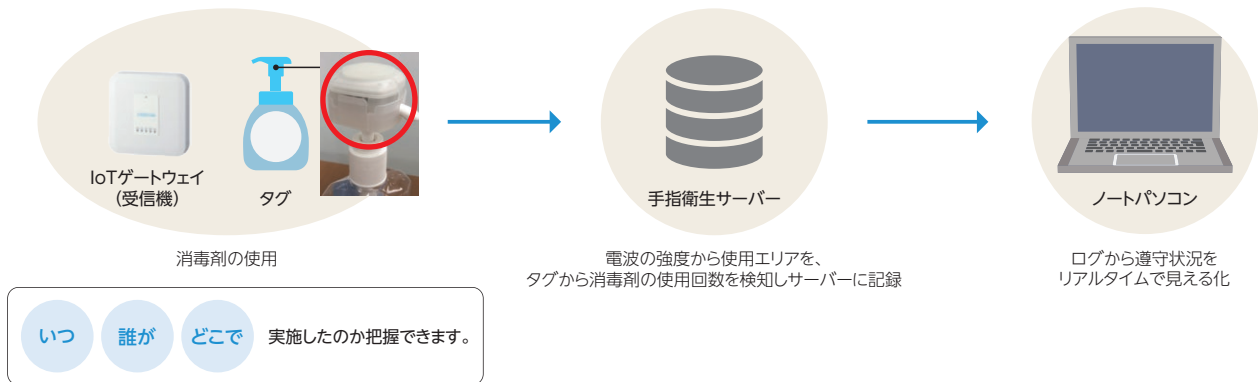 IoTゲートウェイ
(受信機)
タグ
消毒剤の使用
手指衛生サーバー
電波の強度から使用エリアを、
タグから消毒剤の使用回数を検知しサーバーに記録
ノートパソコン
ログから遵守状況を
リアルタイムで見える化
いつ 誰が どこで 実施したのか把握できます。